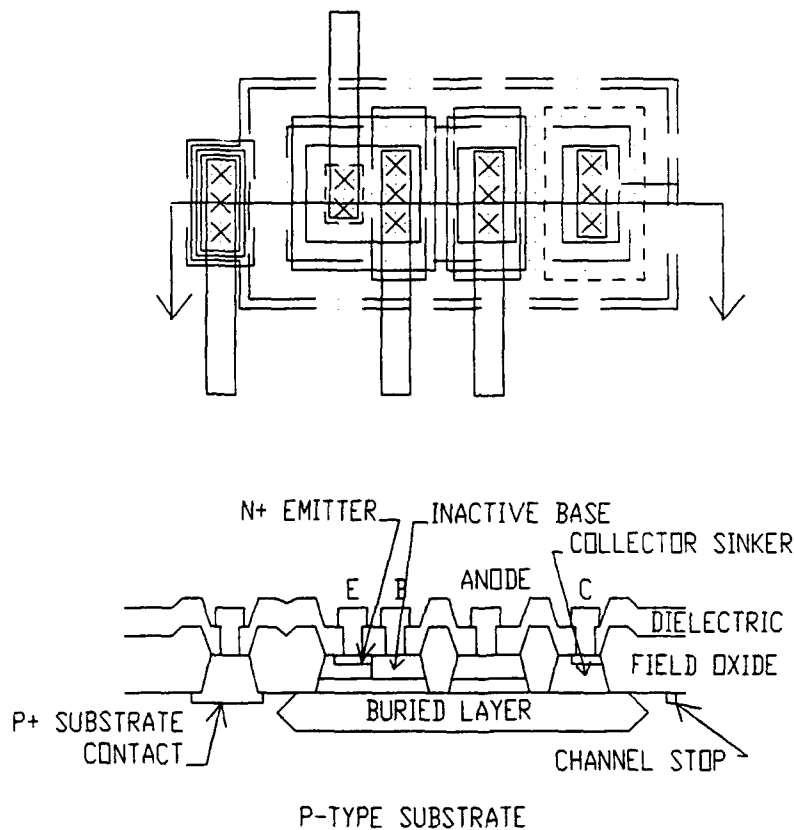 N+ EMITTER
INACTIVE BASE
COLLECTOR SINKER
E
B
ANODE
C
DIELECTRIC
FIELD OXIDE
BURIED LAYER
P+ SUBSTRATE
CONTACT
CHANNEL STOP
P-TYPE SUBSTRATE